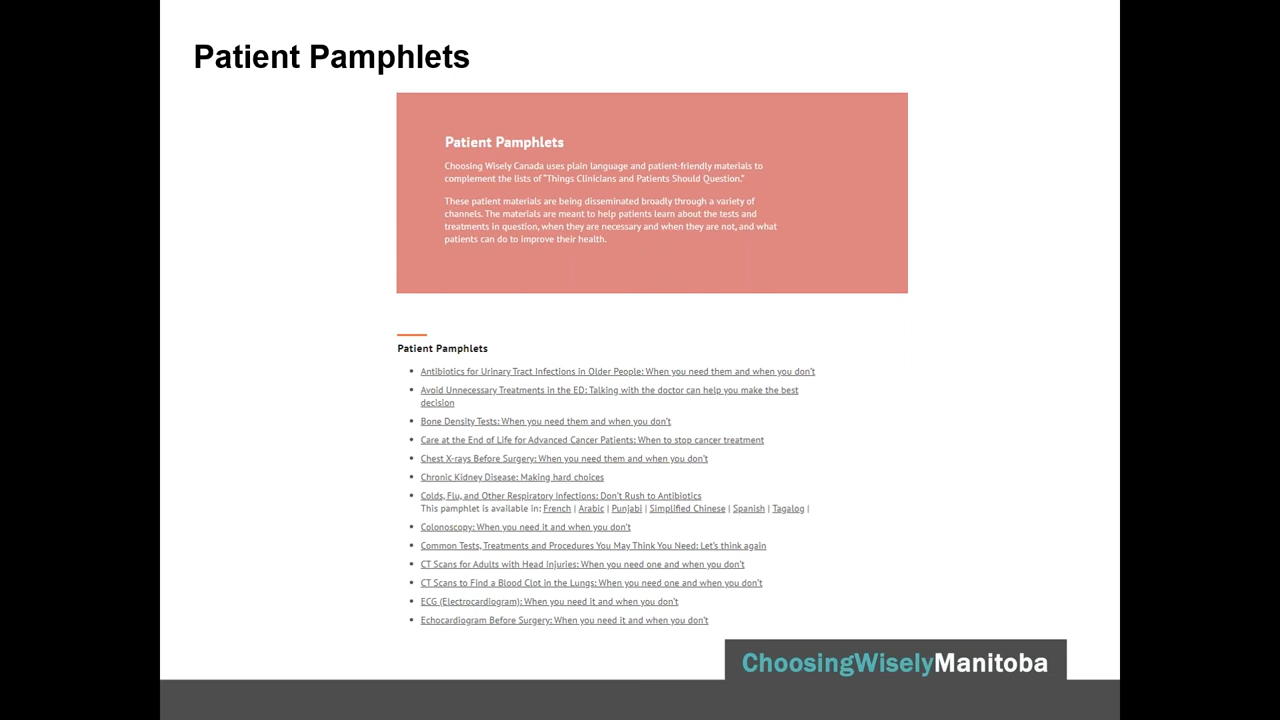 Patient Pamphlets
Patient Pamphlets
Choosing Wisely Canada uses plain language and patient-friendly materials to
complement the lists of "Things Clinicians and Patients Should Question."
These patient materials are being disseminated broadly through a variety of
channels. The materials are meant to help patients learn about the tests and
treatments in question, when they are necessary and when they are not, and what
patients can do to improve their health.
Patient Pamphlets
• Antibiotics for Urinary Tract Infections in Older People: When you need them and when you don't
• Avoid Unnecessary Treatments in the ED: Talking with the doctor can help you make the best
decision
• Bone Density Tests: When you need them and when you don't
• Care at the End of Life for Advanced Cancer Patients: When to stop cancer treatment
• Chest X-rays Before Surgery: When you need them and when you don't
• Chronic Kidney Disease: Making hard choices
• Colds, Flu, and Other Respiratory Infections: Don't Rush to Antibiotics
This pamphlet is available in: French | Arabic | Punjabi | Simplified Chinese | Spanish | Tagalog |
• Colonoscopy: When you need it and when you don't
• Common Tests, Treatments and Procedures You May Think You Need: Let's think again
• CT Scans for Adults with Head Injuries: When you need one and when you don't
• CT Scans to Find a Blood Clot in the Lungs: When you need one and when you don't
• ECG (Electrocardiogram): When you need it and when you don't
• Echocardiogram Before Surgery: When you need it and when you don't
ChoosingWiselyManitoba